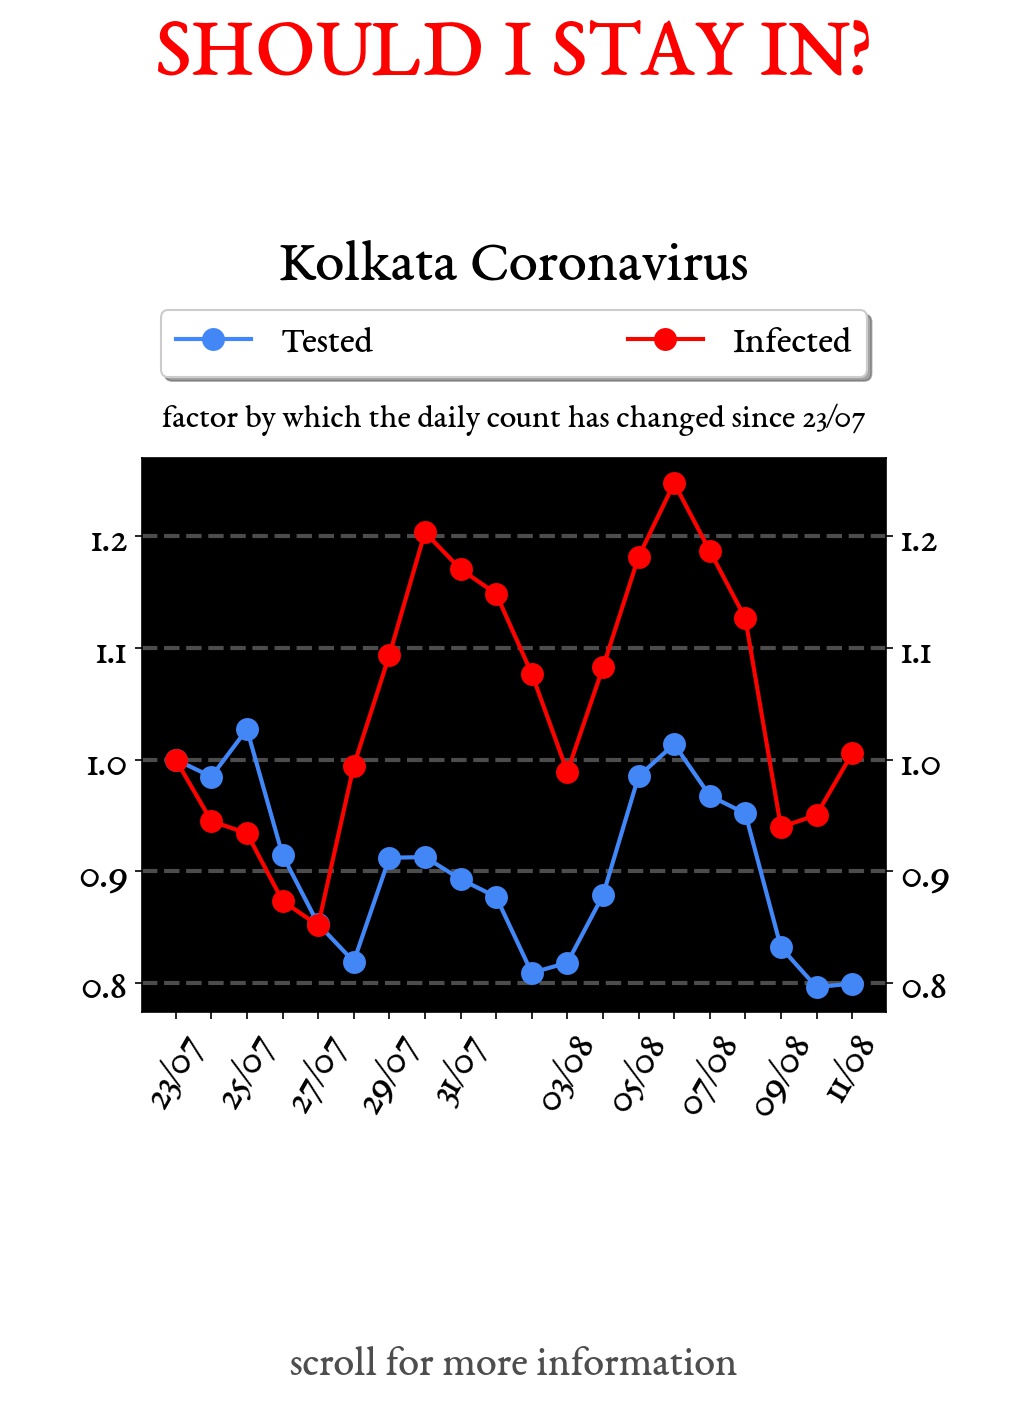 SHOULD I STAY IN?
Kolkata Coronavirus
Tested Infected
factor by which the daily count has changed since 23/07
1.2 1.2
1.1 1.1
1.0 1.0
0.9 0.9
0.8 0.8
23/07 25/07 27/07 29/07 31/07 03/08 05/08 07/08 09/08 11/08
scroll for more information